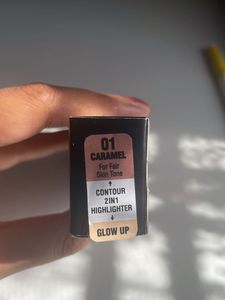 01
CARAMEL
For Fair
Skin Tone
↑
CONTOUR
2IN1
HIGHLIGHTER
↓
GLOW UP